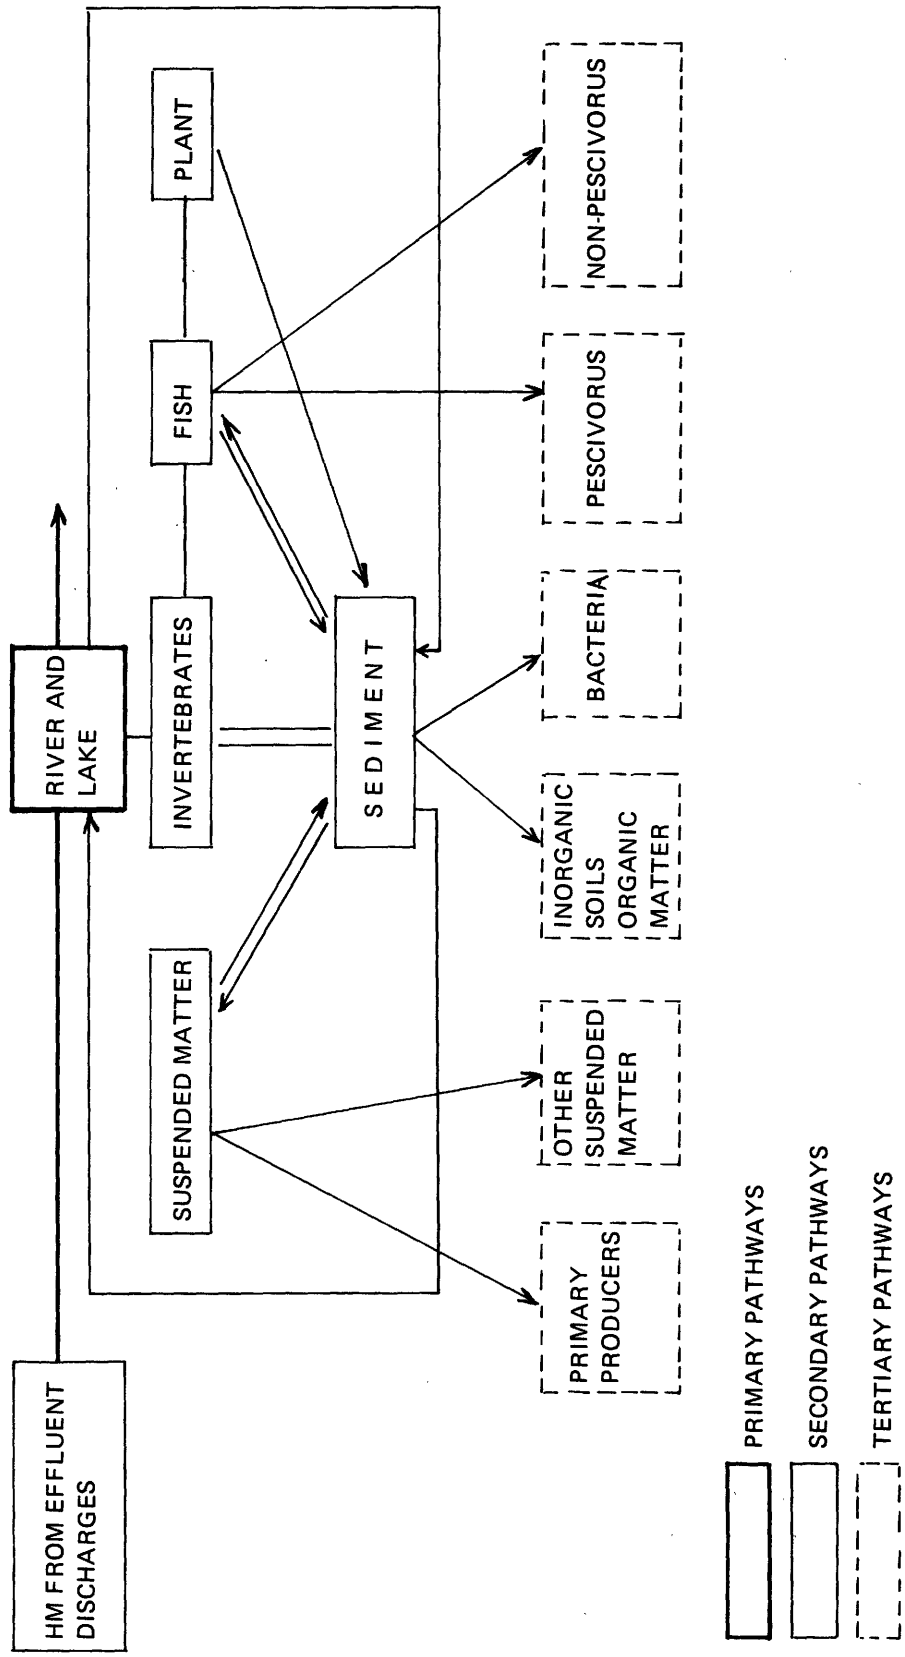 HM FROM EFFLUENT
DISCHARGES
RIVER AND
LAKE
SUSPENDED MATTER
INVERTEBRATES
FISH
PLANT
SEDIMENT
PRIMARY
PRODUCERS
OTHER
SUSPENDED
MATTER
INORGANIC
SOILS
ORGANIC
MATTER
BACTERIA
PESCIVORUS
NON-PESCIVORUS
PRIMARY PATHWAYS
SECONDARY PATHWAYS
TERTIARY PATHWAYS